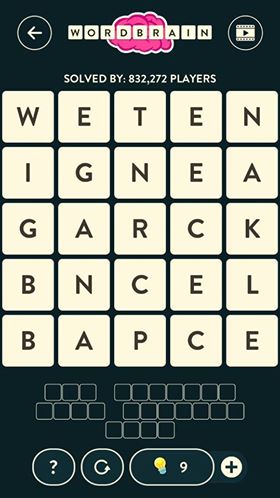 WORDBRAIN
SOLVED BY: 832,272 PLAYERS
W E T E N
I G N E A
G A R C K
B N C E L
B A P C E
? 9 +